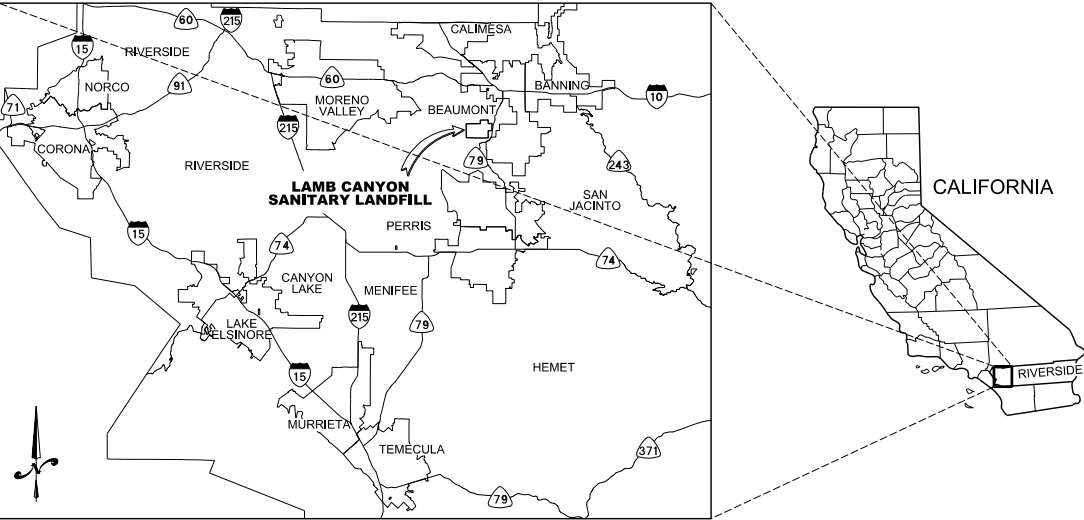 60
215
CALIMESA
15
RIVERSIDE
NORCO
91
60
BANNING
10
71
MORENO
VALLEY
BEAUMONT
215
CORONA
RIVERSIDE
79
243
LAMB CANYON
SANITARY LANDFILL
SAN
JACINTO
PERRIS
15
74
74
CANYON
LAKE
MENIFEE
215
79
LAKE
ELSINORE
15
HEMET
MURRIETA
TEMECULA
371
79
N
CALIFORNIA
RIVERSIDE